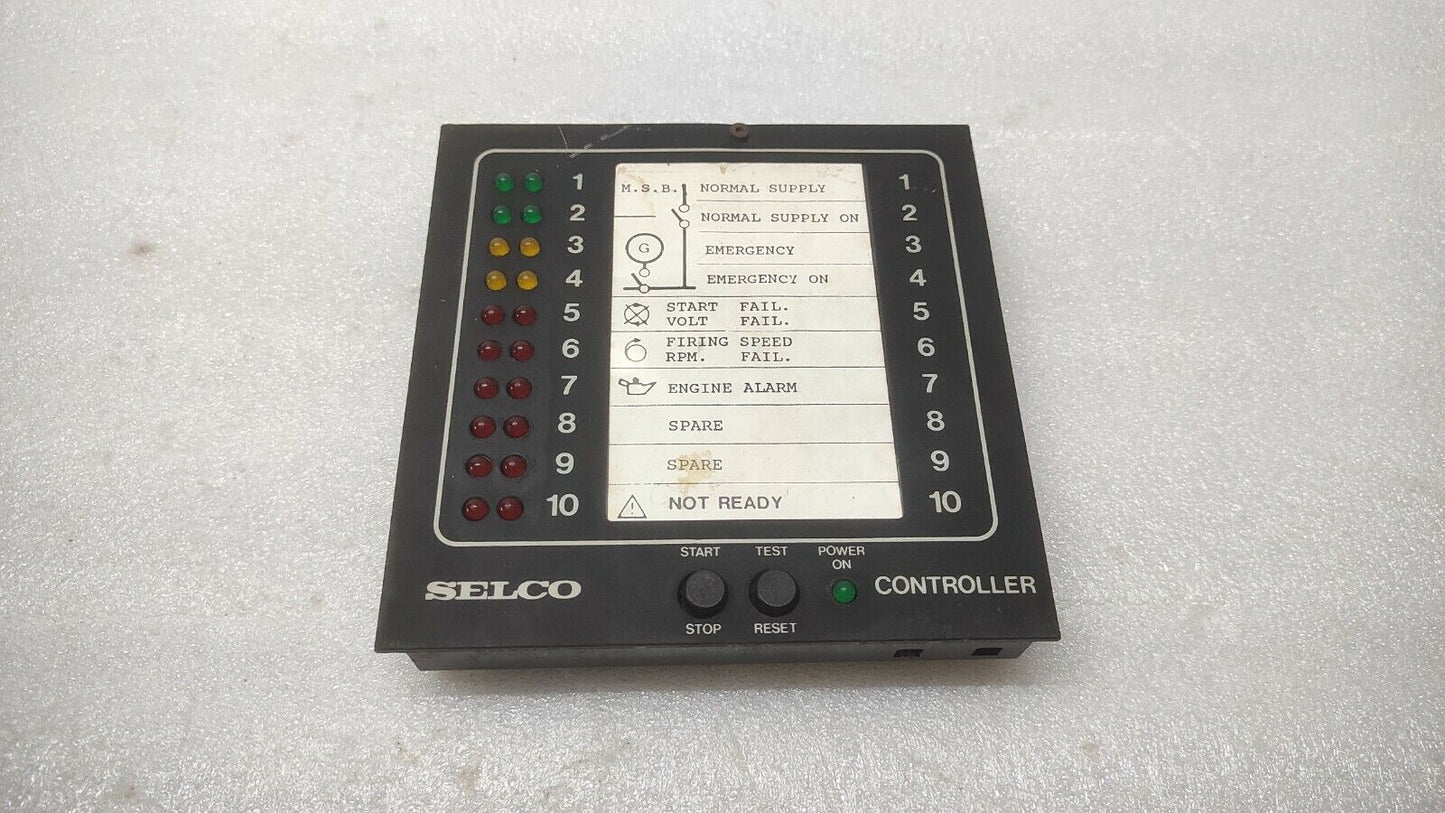 1 M.S.B. NORMAL SUPPLY 1
2 NORMAL SUPPLY ON 2
3 G EMERGENCY 3
4 EMERGENCY ON 4
5 START FAIL. 5
VOLT FAIL.
6 FIRING SPEED 6
RPM. FAIL.
7 ENGINE ALARM 7
8 SPARE 8
9 SPARE 9
10 ! NOT READY 10
START TEST POWER
ON
SELCO CONTROLLER
STOP RESET